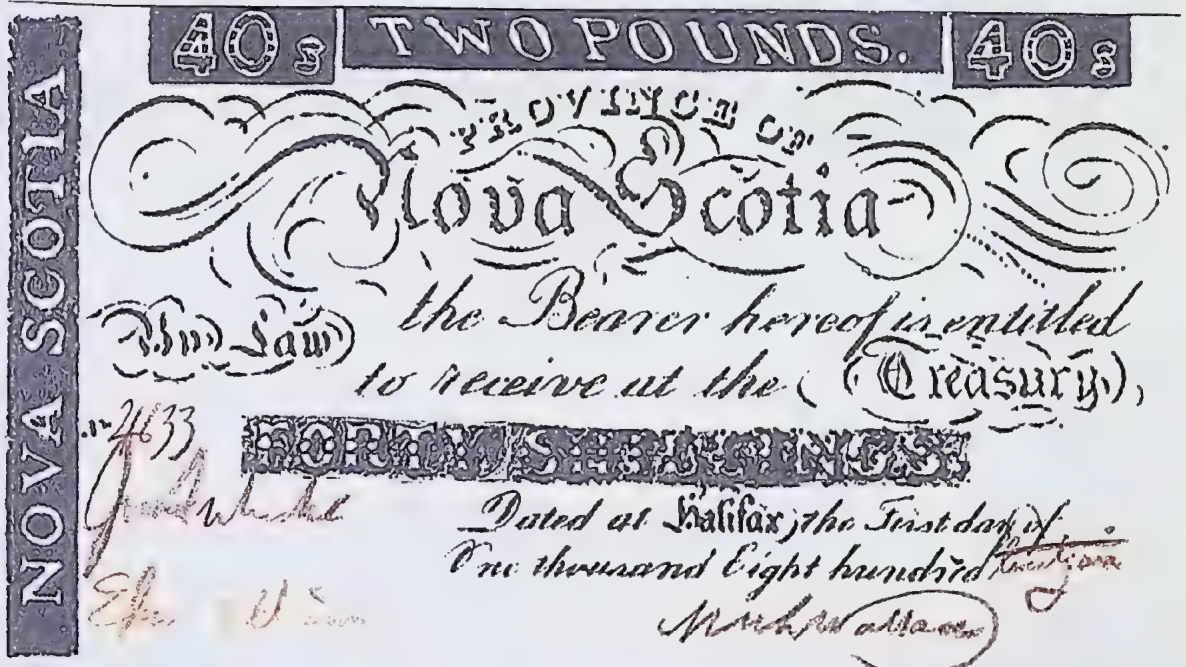 40s TWO POUNDS. 40s
NOVA SCOTIA
PROVINCE OF
Nova Scotia
By Law the Bearer hereof is entitled
to receive at the (Treasury),
4633
FORTY SHILLINGS.
Dated at Halifax, the First day of
One thousand Eight hundred